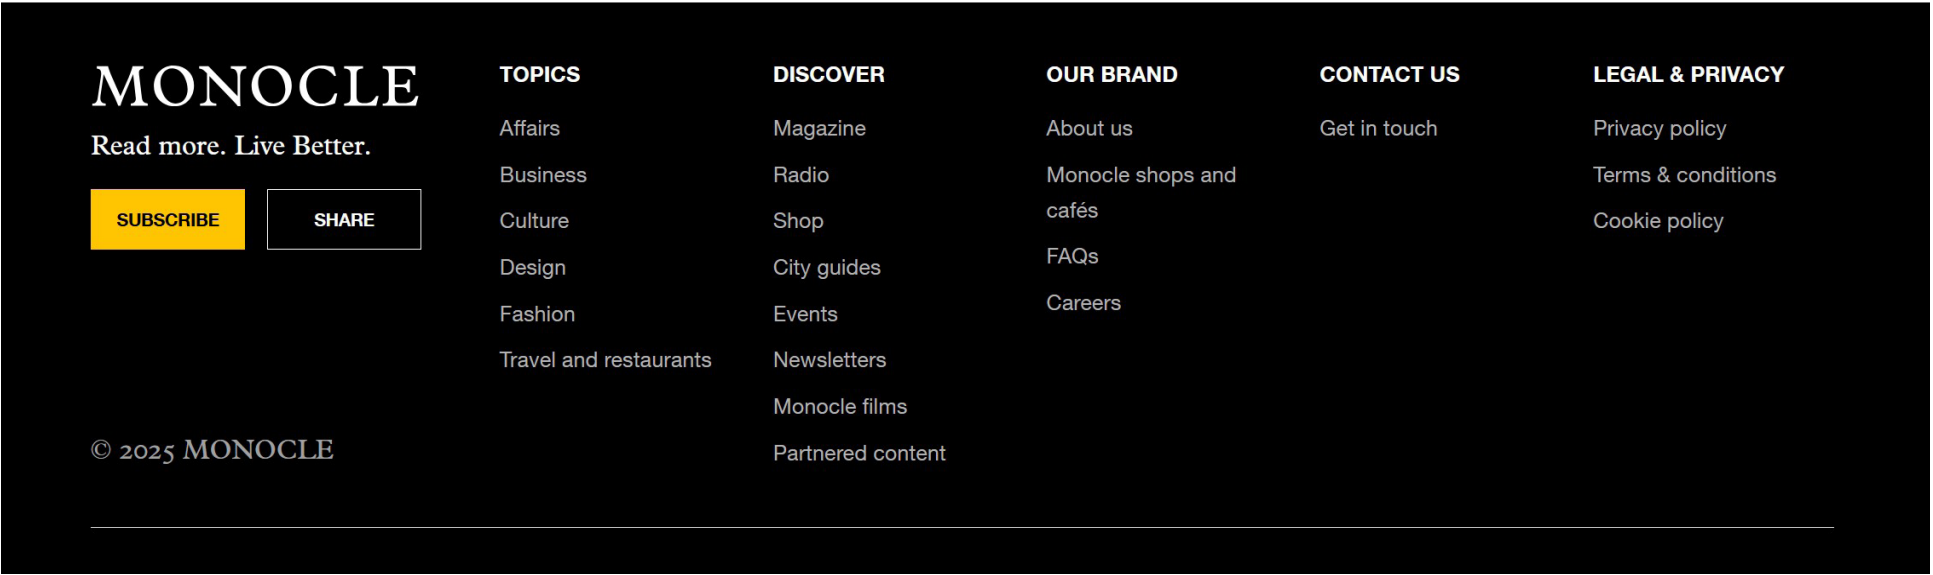 MONOCLE
Read more. Live Better.
SUBSCRIBE
SHARE
© 2025 MONOCLE
TOPICS
Affairs
Business
Culture
Design
Fashion
Travel and restaurants
DISCOVER
Magazine
Radio
Shop
City guides
Events
Newsletters
Monocle films
Partnered content
OUR BRAND
About us
Monocle shops and
cafés
FAQs
Careers
CONTACT US
Get in touch
LEGAL & PRIVACY
Privacy policy
Terms & conditions
Cookie policy